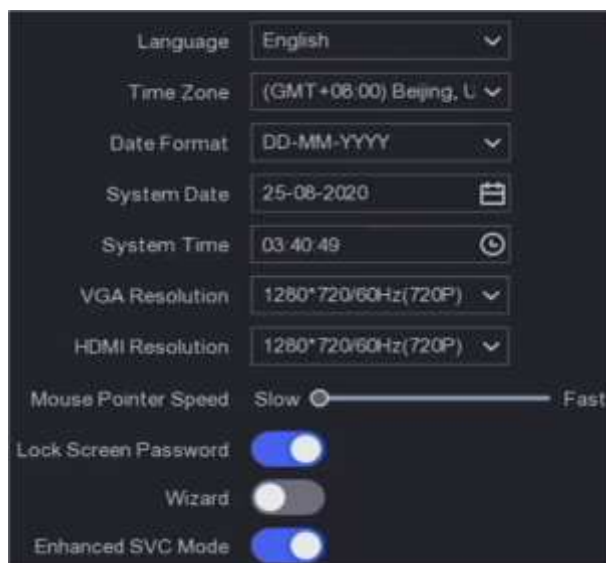 Language English
Time Zone (GMT+08:00) Beijing, U
Date Format DD-MM-YYYY
System Date 25-08-2020
System Time 03:40:49
VGA Resolution 1280*720/60Hz(720P)
HDMI Resolution 1280*720/60Hz(720P)
Mouse Pointer Speed Slow Fast
Lock Screen Password
Wizard
Enhanced SVC Mode